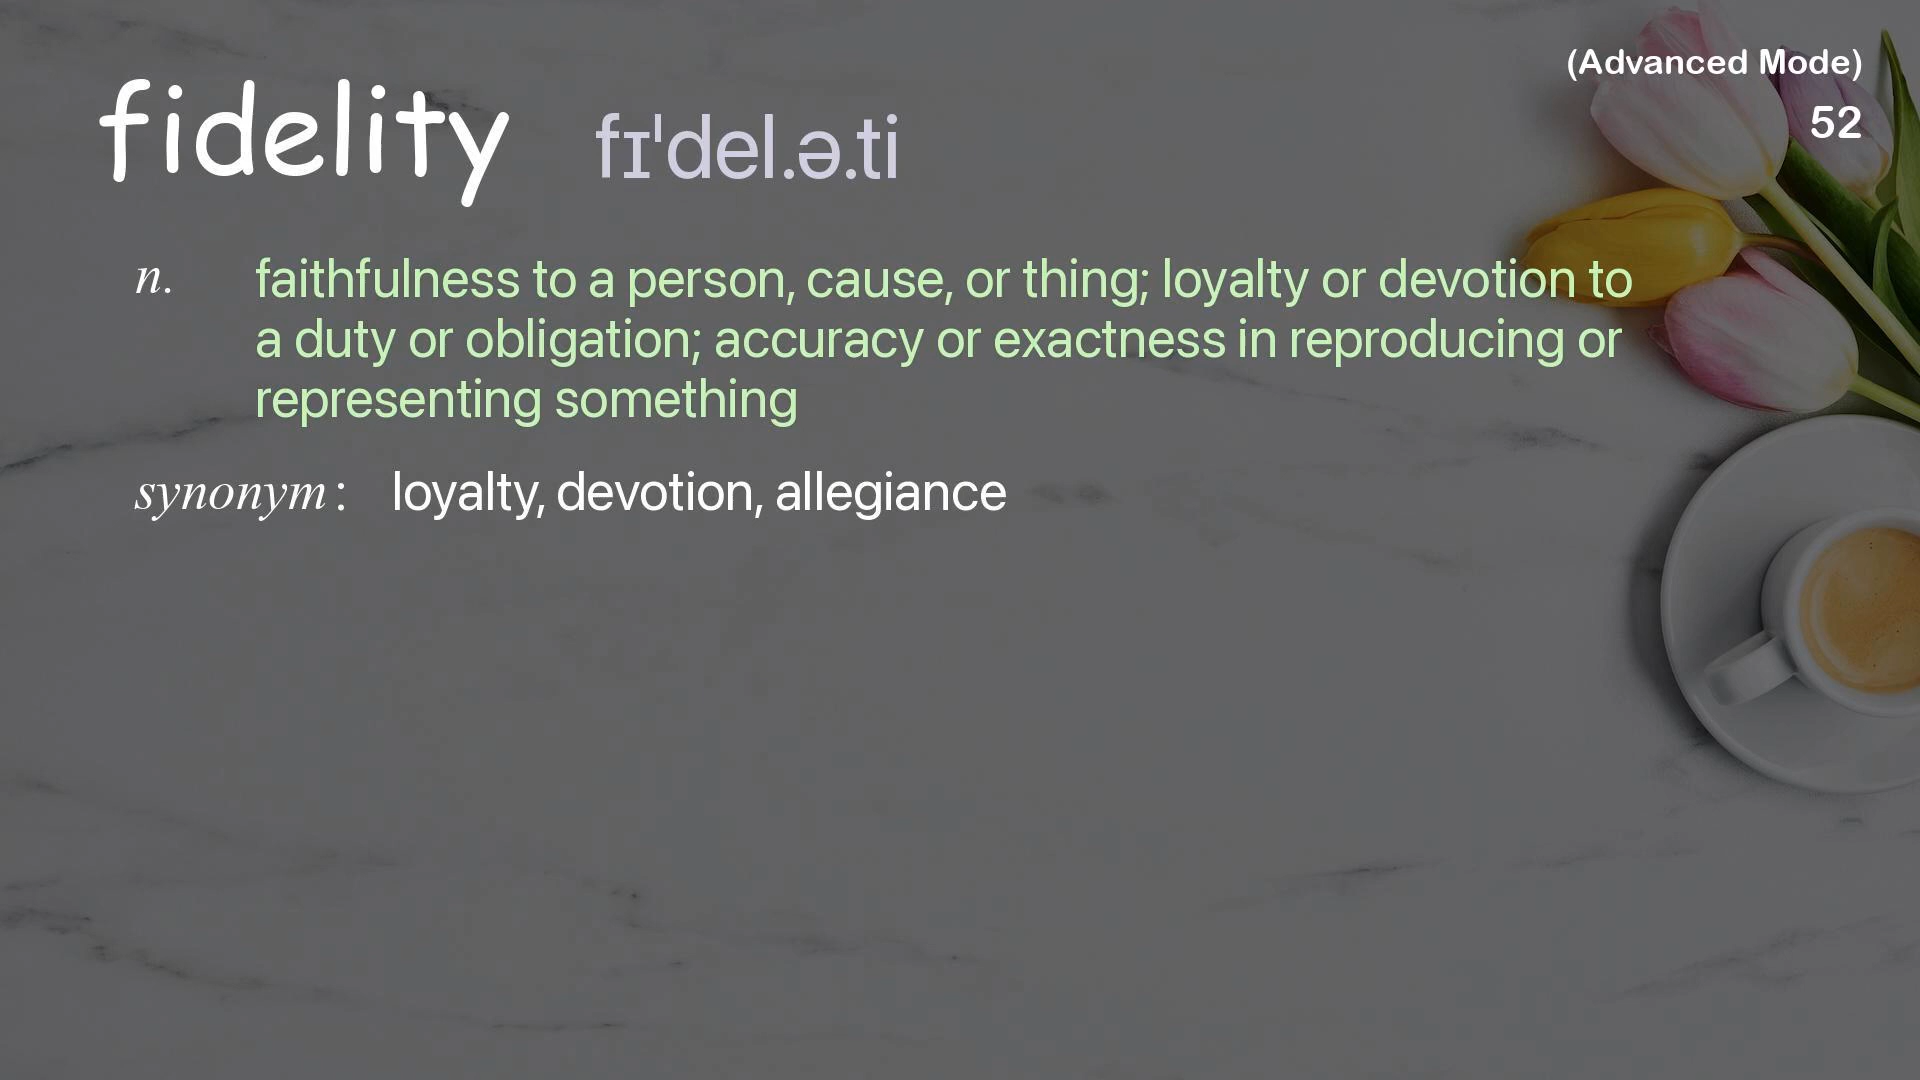 (Advanced Mode)
fidelity fɪˈdel.ə.ti
52
n. faithfulness to a person, cause, or thing; loyalty or devotion to
a duty or obligation; accuracy or exactness in reproducing or
representing something
synonym: loyalty, devotion, allegiance